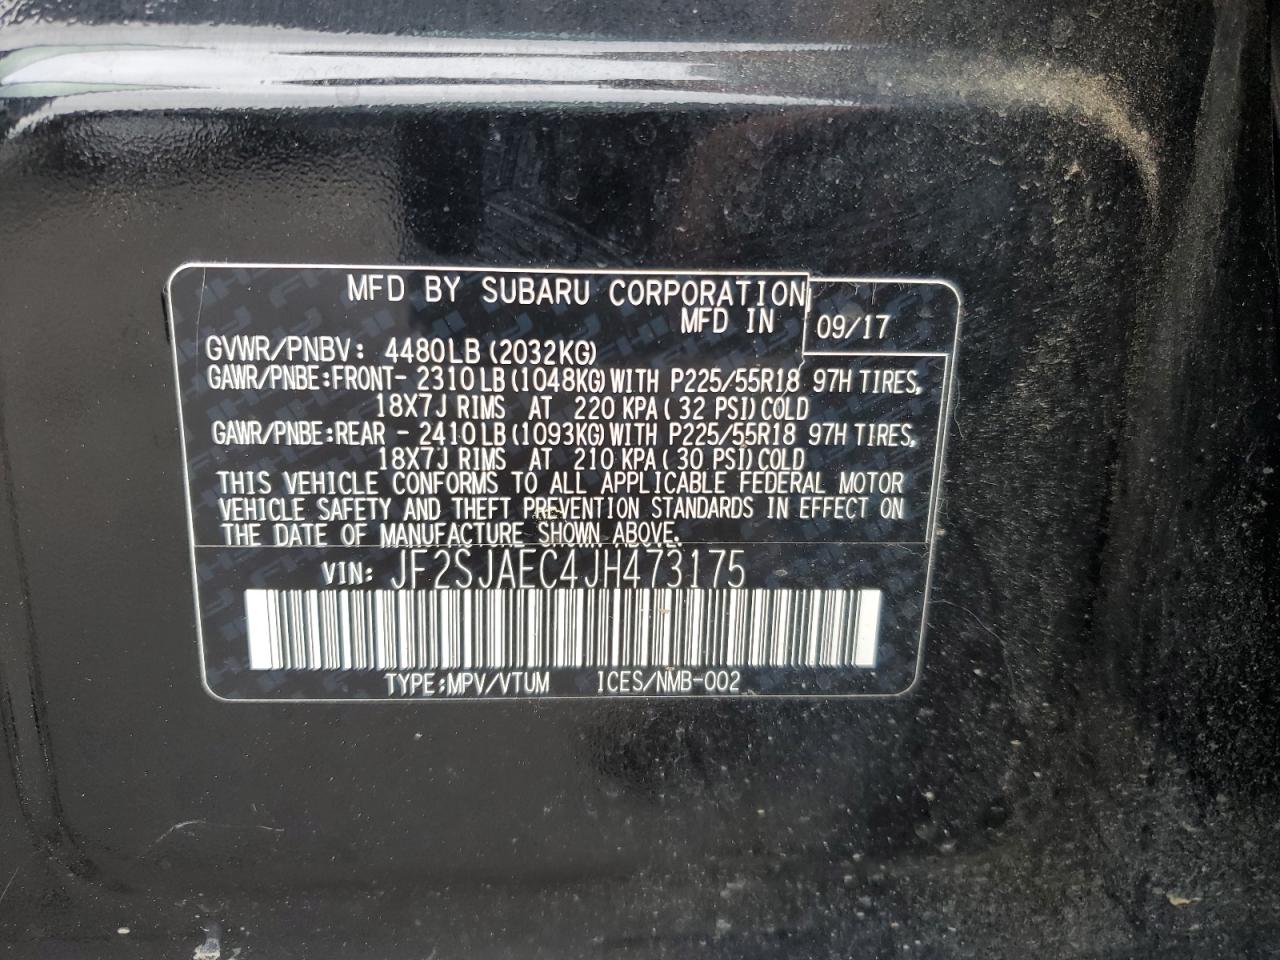 MFD BY SUBARU CORPORATION
MFD IN 09/17
GVWR/PNBV: 4480LB (2032KG)
GAWR/PNBE:FRONT- 2310LB (1048KG) WITH P225/55R18 97H TIRES,
18X7J RIMS AT 220 KPA (32 PSI) COLD
GAWR/PNBE:REAR - 2410LB (1093KG) WITH P225/55R18 97H TIRES,
18X7J RIMS AT 210 KPA (30 PSI) COLD
THIS VEHICLE CONFORMS TO ALL APPLICABLE FEDERAL MOTOR
VEHICLE SAFETY AND THEFT PREVENTION STANDARDS IN EFFECT ON
THE DATE OF MANUFACTURE SHOWN ABOVE.
VIN: JF2SJAEC4JH473175
TYPE:MPV/VTUM ICES/NMB-002